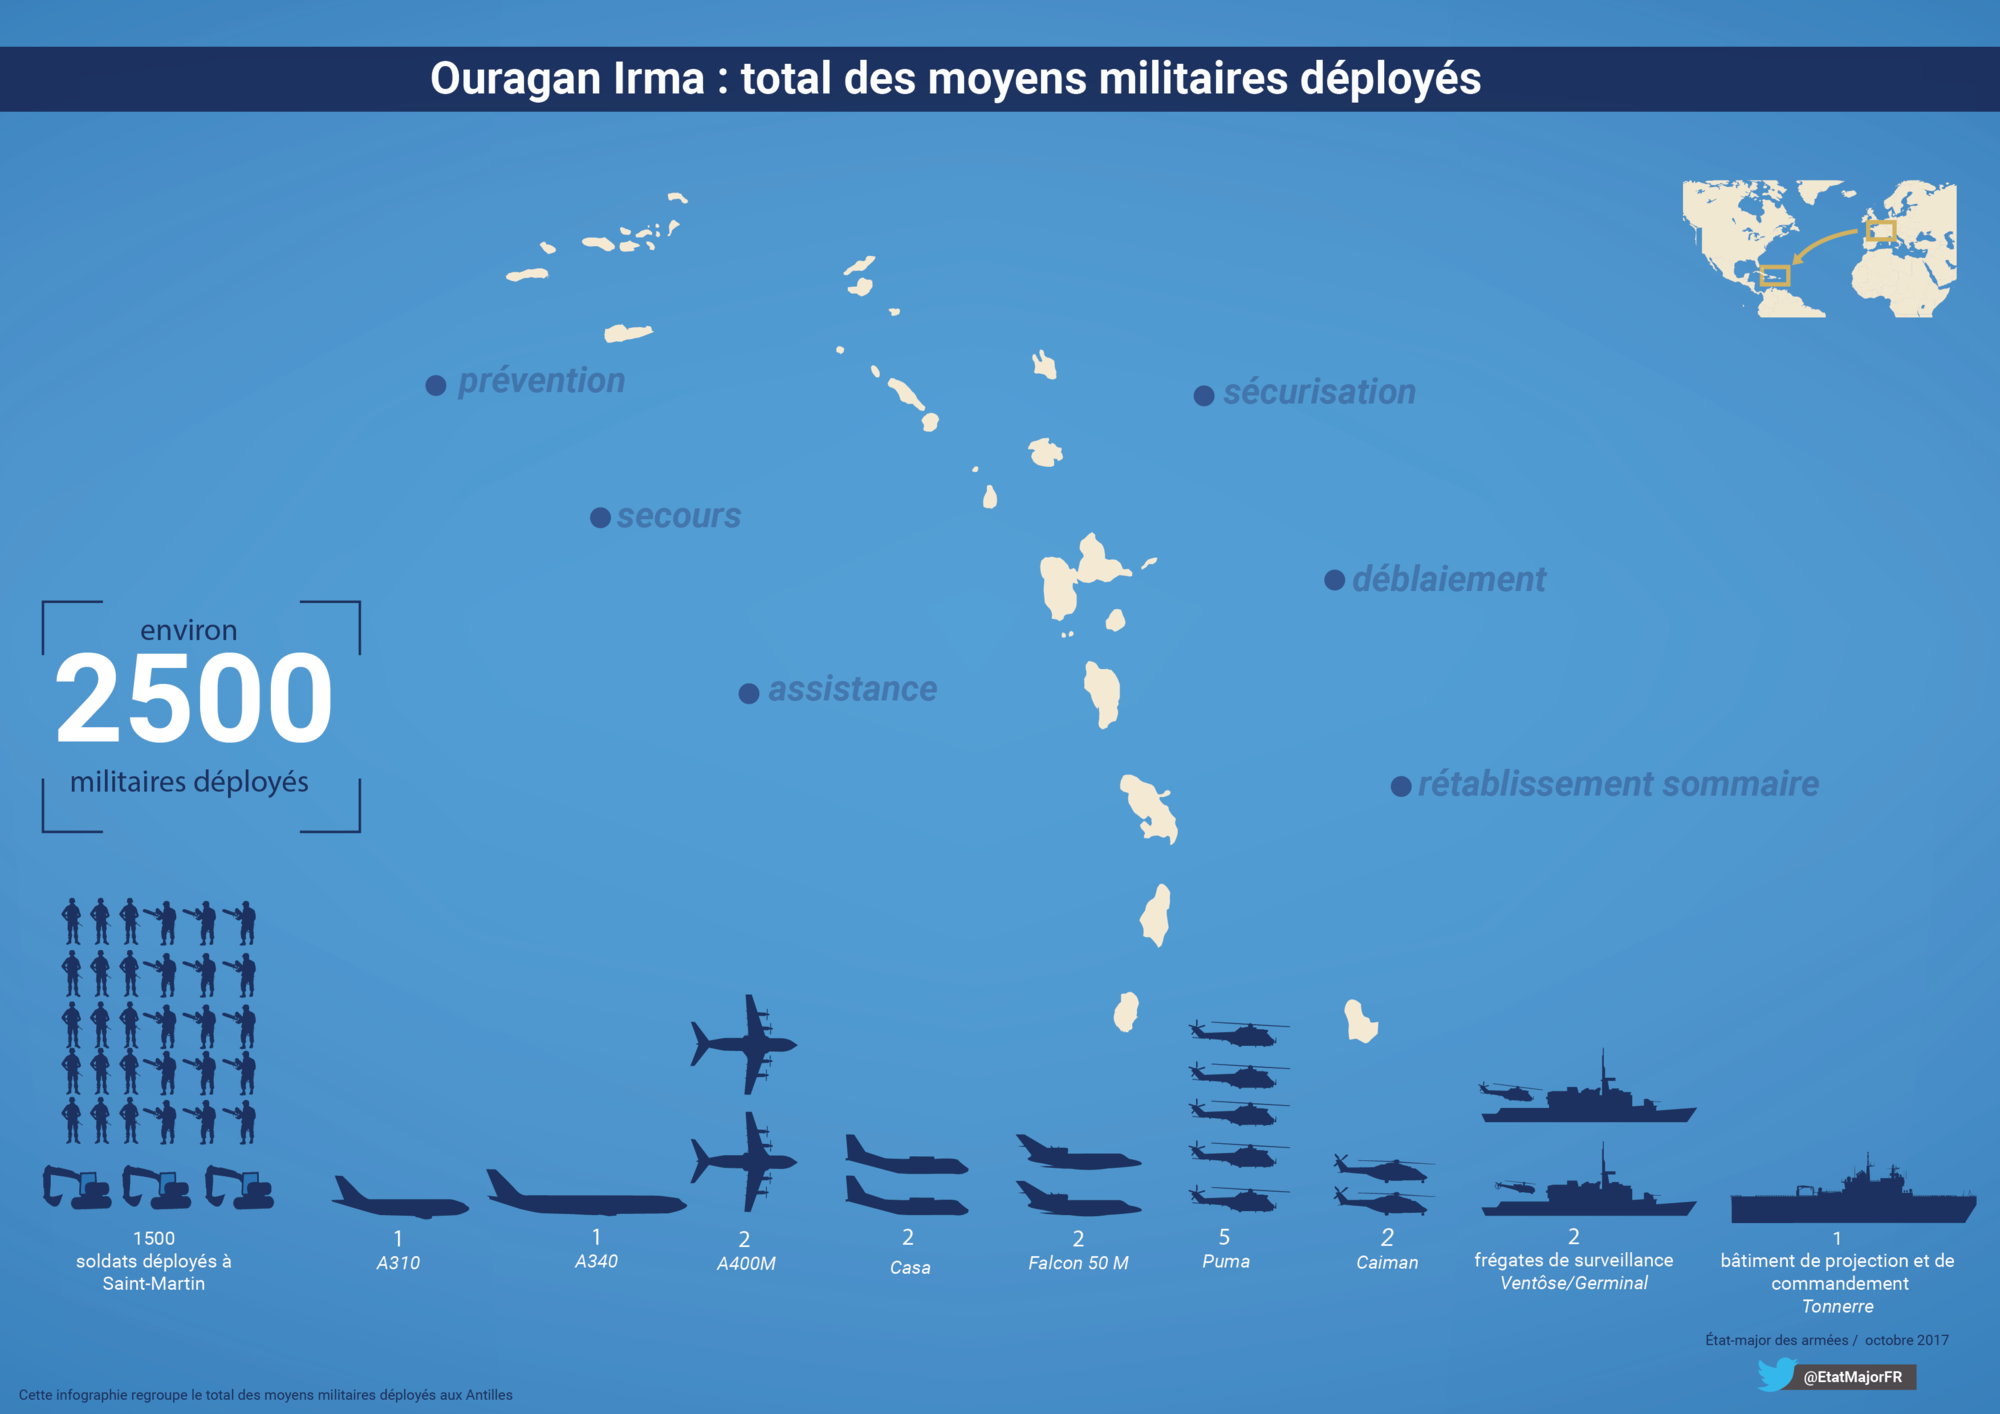 Ouragan Irma : total des moyens militaires déployés
prévention
sécurisation
secours
déblaiement
environ
2500
militaires déployés
assistance
rétablissement sommaire
1500
soldats déployés à
Saint-Martin
1
A310
1
A340
2
A400M
2
Casa
2
Falcon 50 M
5
Puma
2
Caiman
2
frégates de surveillance
Ventôse/Germinal
1
bâtiment de projection et de
commandement
Tonnerre
État-major des armées / octobre 2017
@EtatMajorFR
Cette infographie regroupe le total des moyens militaires déployés aux Antilles